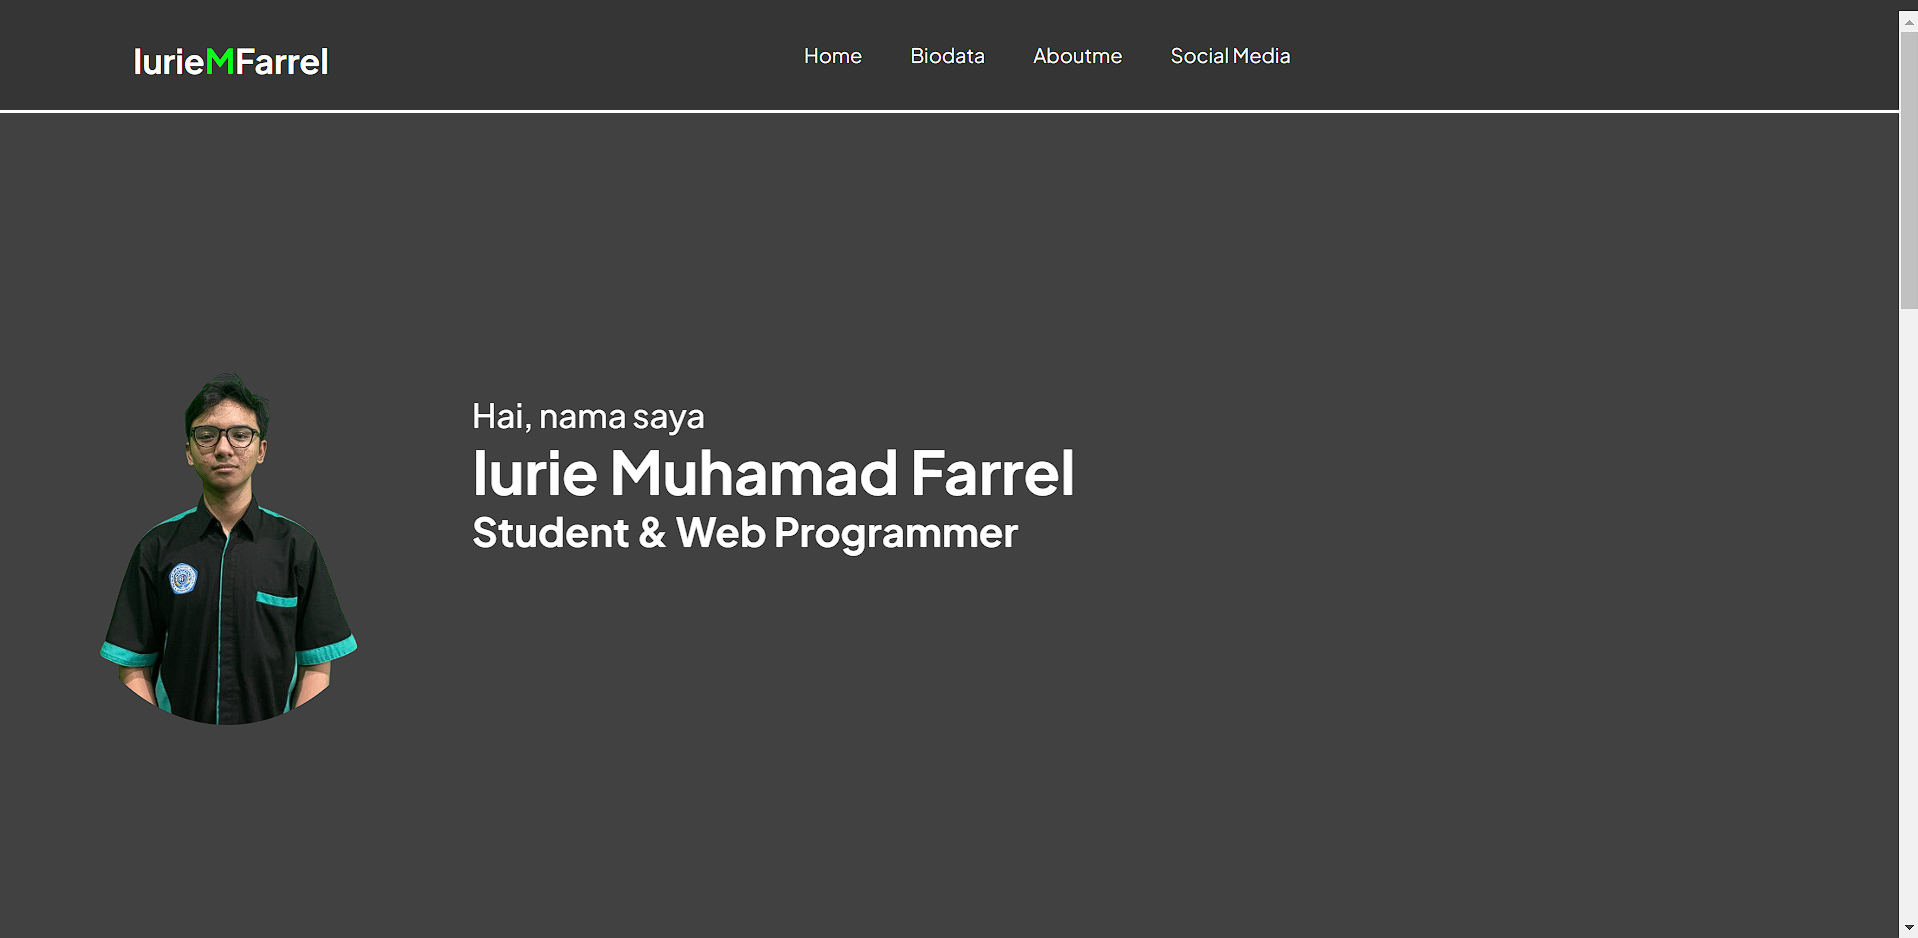 IurieMFarrel
Home Biodata Aboutme Social Media
Hai, nama saya
Iurie Muhamad Farrel
Student & Web Programmer